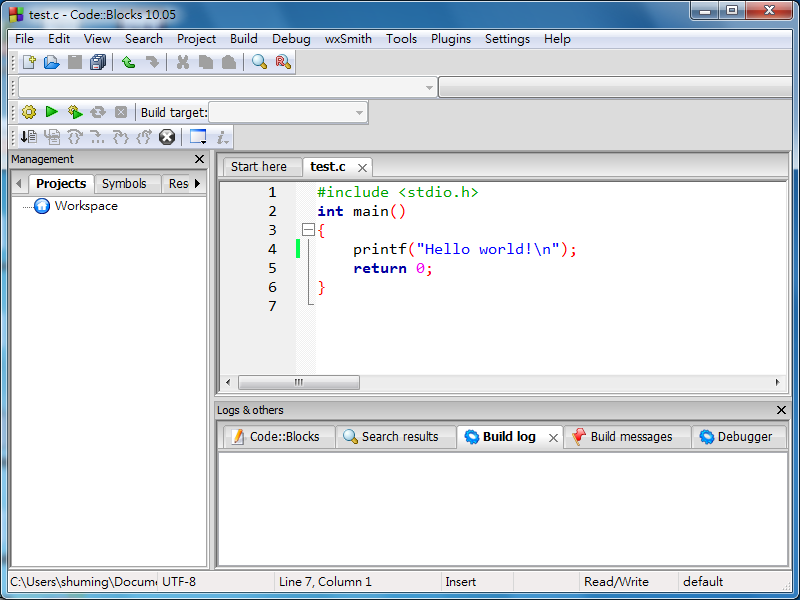 test.c - Code::Blocks 10.05
File Edit View Search Project Build Debug wxSmith Tools Plugins Settings Help
Build target:
Management
Projects Symbols Res
Workspace
Start here test.c
1 #include <stdio.h>
2 int main()
3 {
4 printf("Hello world!\n");
5 return 0;
6 }
7
Logs & others
Code::Blocks Search results Build log Build messages Debugger
C:\Users\shuming\Docume UTF-8 Line 7, Column 1 Insert Read/Write default